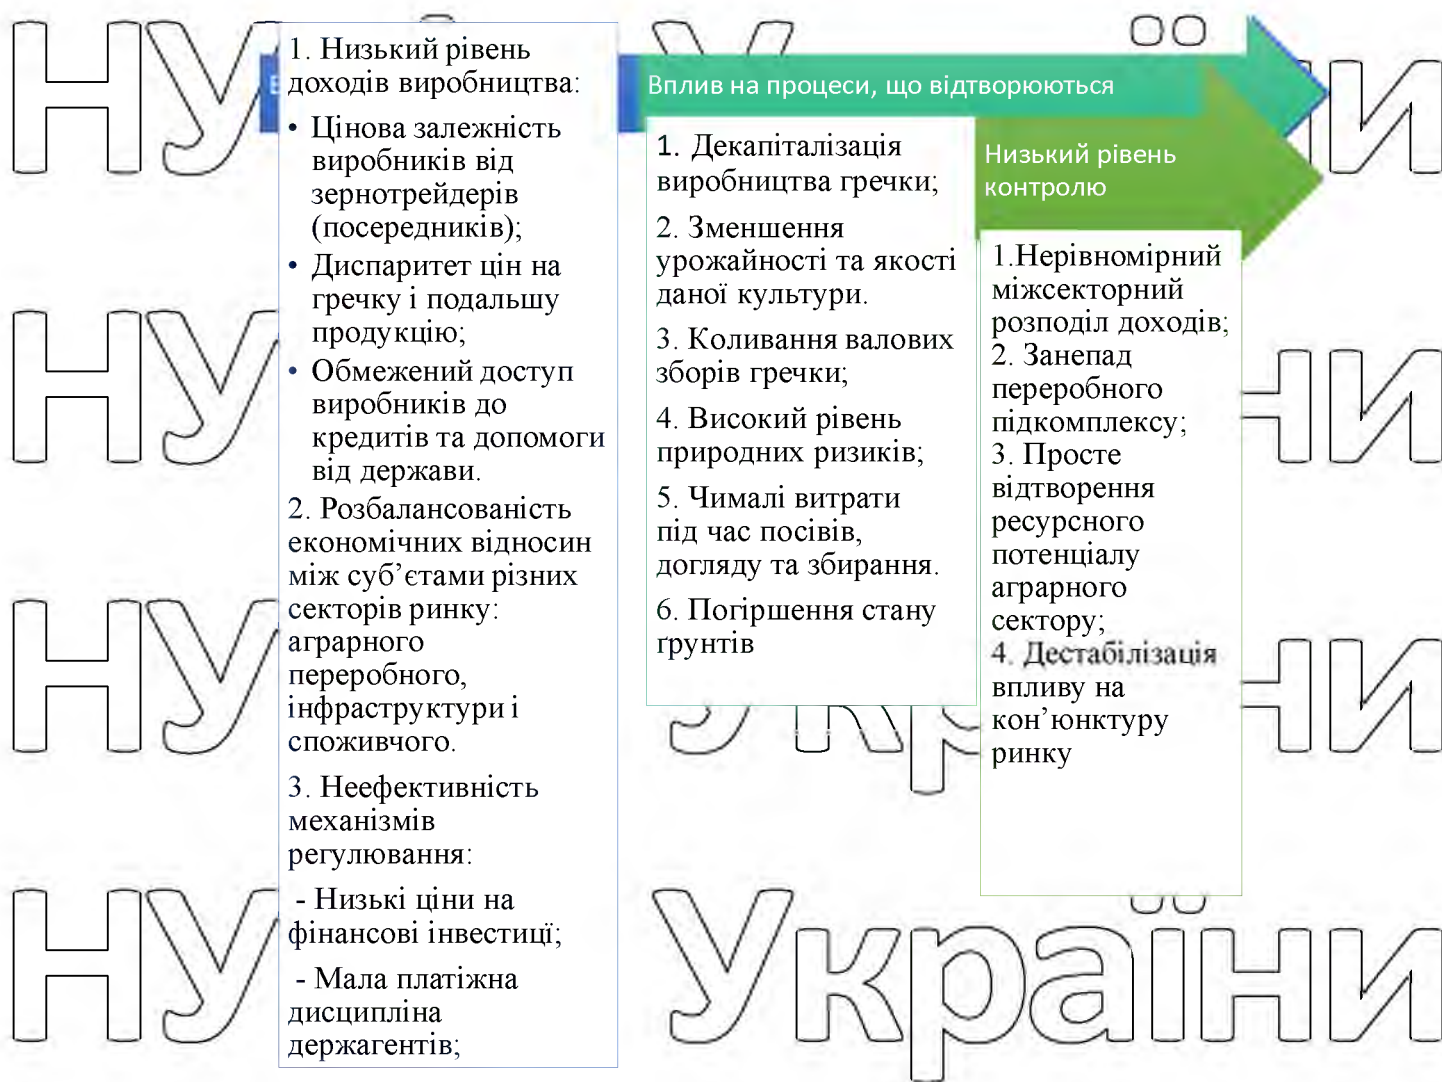 1. Низький рівень
доходів виробництва:
• Цінова залежність
виробників від
зернотрейдерів
(посередників);
• Диспаритет цін на
гречку і подальшу
продукцію;
• Обмежений доступ
виробників до
кредитів та допомоги
від держави.
2. Розбалансованість
економічних відносин
між суб’єтами різних
секторів ринку:
аграрного
переробного,
інфраструктури і
споживчого.
3. Неефективність
механізмів
регулювання:
- Низькі ціни на
фінансові інвестиції;
- Мала платіжна
дисципліна
держагентів;
Вплив на процеси, що відтворюються
1. Декапіталізація
виробництва гречки;
2. Зменшення
урожайності та якості
даної культури.
3. Коливання валових
зборів гречки;
4. Високий рівень
природних ризиків;
5. Чималі витрати
під час посівів,
догляду та збирання.
6. Погіршення стану
ґрунтів
Низький рівень
контролю
1.Нерівномірний
міжсекторний
розподіл доходів;
2. Занепад
переробного
підкомплексу;
3. Просте
відтворення
ресурсного
потенціалу
аграрного
сектору;
4. Дестабілізація
впливу на
кон’юнктуру
ринку
України